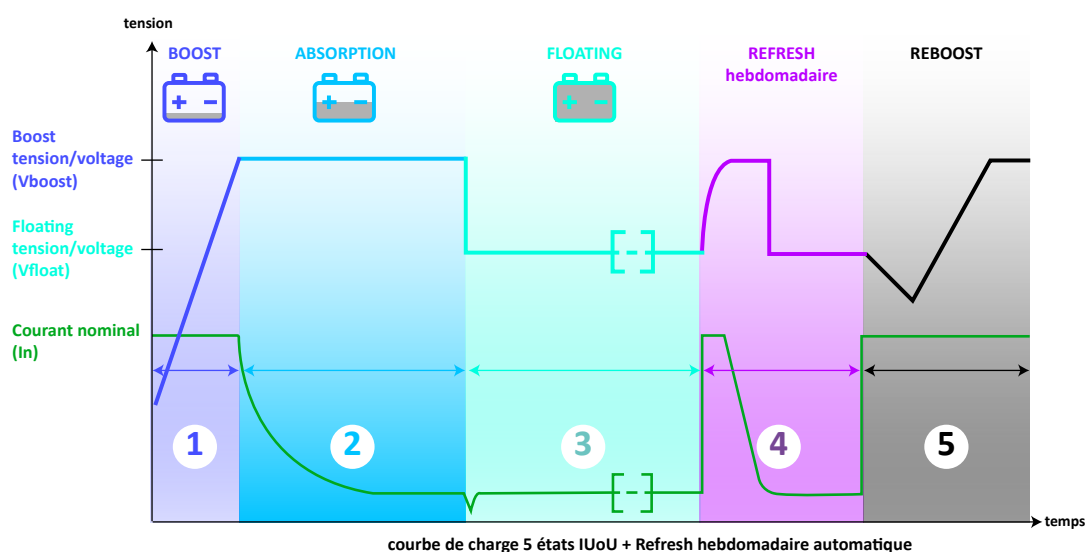 tension
BOOST
ABSORPTION
FLOATING
REFRESH
hebdomadaire
REBOOST
+ −
+ −
+ −
Boost
tension/voltage
(Vboost)
Floating
tension/voltage
(Vfloat)
Courant nominal
(In)
1
2
3
4
5
temps
courbe de charge 5 états IUoU + Refresh hebdomadaire automatique